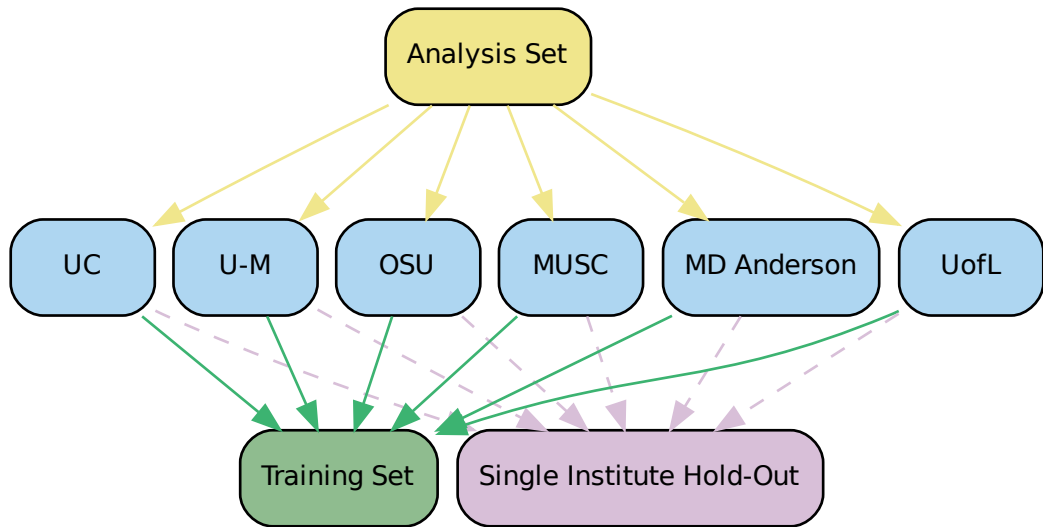 Analysis Set
UC
U-M
OSU
MUSC
MD Anderson
UofL
Training Set
Single Institute Hold-Out